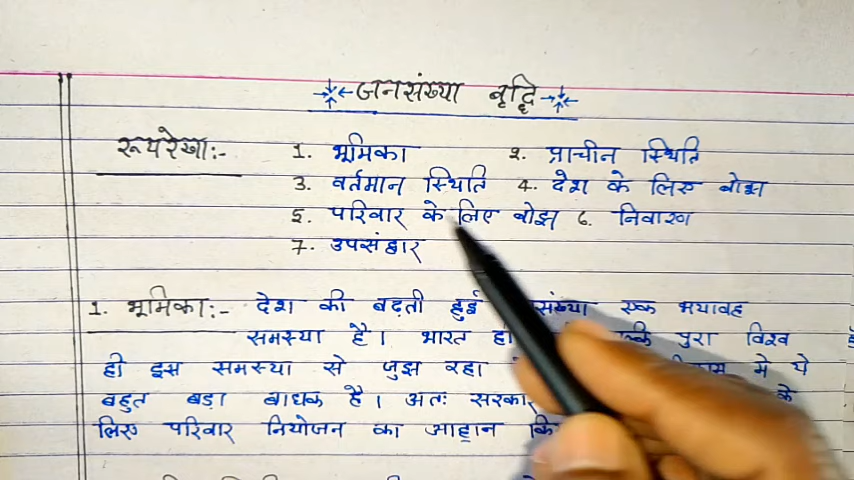 जनसंख्या वृद्धि
रूपरेखा:- 1. भूमिका 2. प्राचीन स्थिति
3. वर्तमान स्थिति 4. देश के लिए बोझ
5. परिवार के लिए बोझ 6. निवारण
7. उपसंहार
1. भूमिका:- देश की बढ़ती हुई संख्या एक भयावह
समस्या है। भारत ही पुरा विश्व
ही इस समस्या से जुझ रहा में ये
बहुत बड़ा बाधक है। अतः सरकार के
लिए परिवार नियोजन का आह्वान